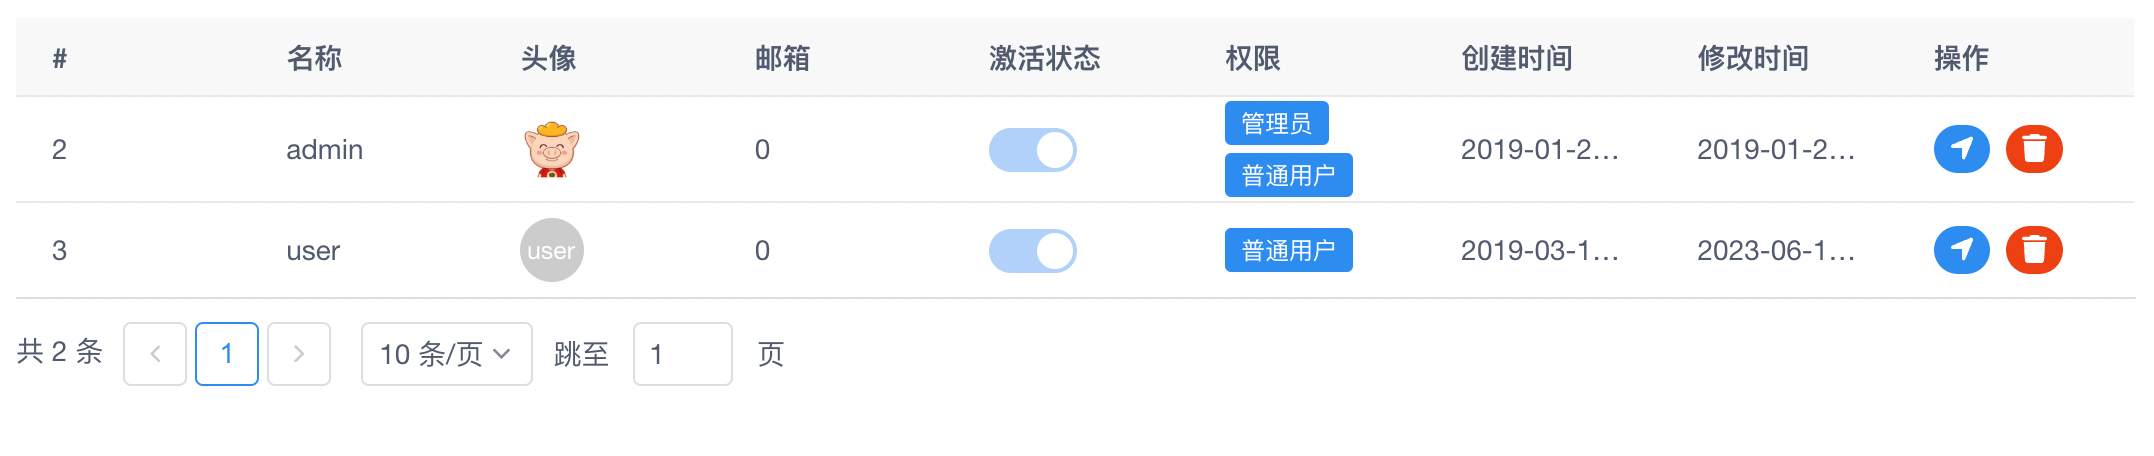 # 名称 头像 邮箱 激活状态 权限 创建时间 修改时间 操作
2 admin 0 管理员 普通用户 2019-01-2... 2019-01-2...
3 user user 0 普通用户 2019-03-1... 2023-06-1...
共 2 条 1 10 条/页 跳至 1 页